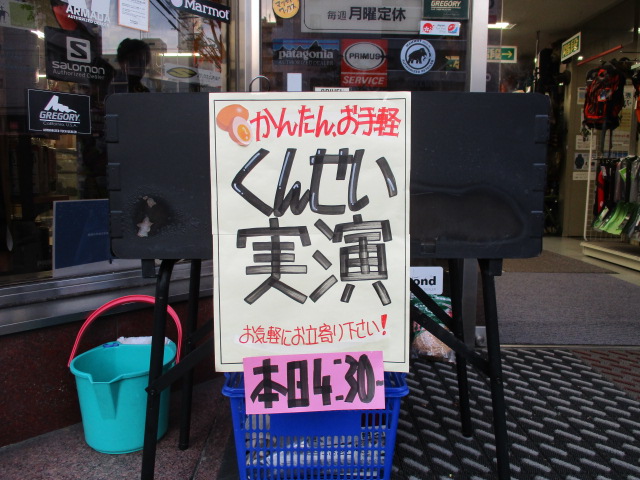 ARMADA
Marmot
毎週 月曜定休
GREGORY
SALOMON
patagonia
PRIMUS
SERVICE
GREGORY
かんたん、お手軽
くんせい
実演
お気軽にお立寄り下さい!
本日4:30-
ond